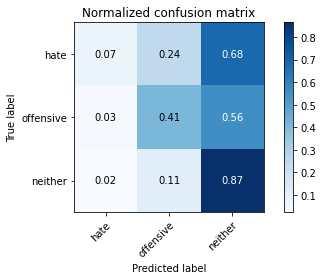 Normalized confusion matrix
True label
hate
offensive
neither
0.07 0.24 0.68
0.03 0.41 0.56
0.02 0.11 0.87
hate
offensive
neither
Predicted label
0.8
0.7
0.6
0.5
0.4
0.3
0.2
0.1